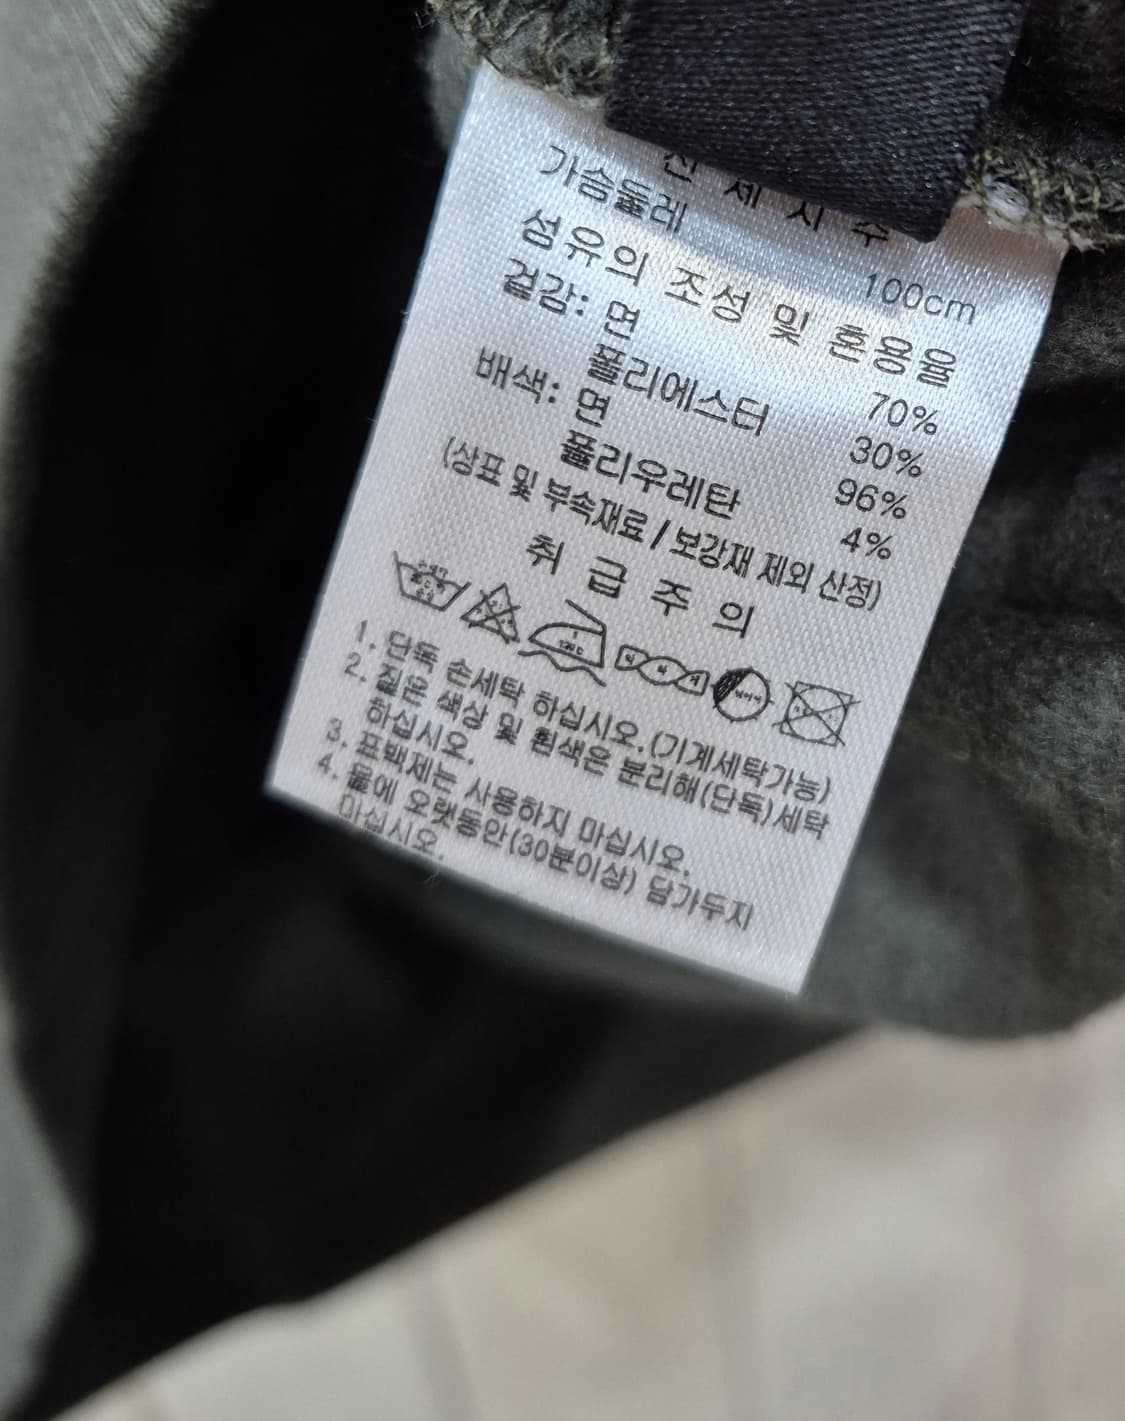 신 체 치 수
가슴둘레 100cm
섬유의 조성 및 혼용율
겉감: 면 70%
폴리에스터 30%
배색: 면 96%
폴리우레탄 4%
(상표 및 부속재료 / 보강재 제외 산정)
취 급 주 의
1. 단독 손세탁 하십시오.(기계세탁가능)
2. 짙은 색상 및 흰색은 분리해(단독)세탁
하십시오.
3. 표백제는 사용하지 마십시오.
4. 물에 오랫동안(30분이상) 담가두지
마십시오.